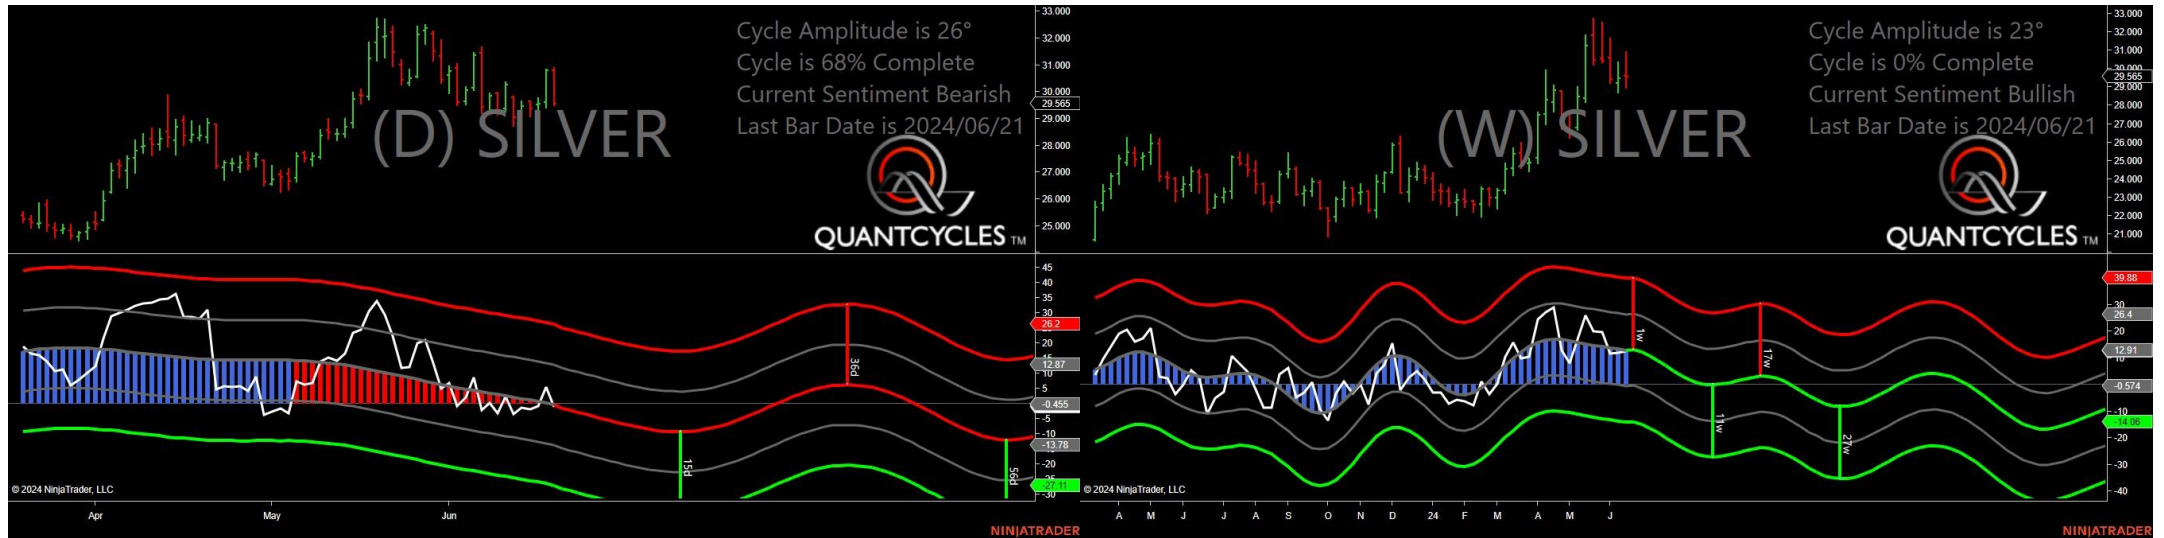 Cycle Amplitude is 26°
Cycle is 68% Complete
Current Sentiment Bearish
Last Bar Date is 2024/06/21
(D) SILVER
QUANTCYCLES TM
33.000
32.000
31.000
30.000
29.565
29.000
28.000
27.000
26.000
25.000
45
40
35
30
26.2
20
15
12.87
10
5
-0.455
-5
-10
-13.78
-20
-27.11
-30
36d
15d
56d
© 2024 NinjaTrader, LLC
Apr May Jun
NINJATRADER
Cycle Amplitude is 23°
Cycle is 0% Complete
Current Sentiment Bullish
Last Bar Date is 2024/06/21
(W) SILVER
QUANTCYCLES TM
33.000
32.000
31.000
30.000
29.565
29.000
28.000
27.000
26.000
25.000
24.000
23.000
22.000
21.000
39.88
30
26.4
20
12.91
10
-0.574
-10
-14.06
-20
-30
-40
1w
17w
11w
27w
© 2024 NinjaTrader, LLC
A M J J A S O N D 24 F M A M J
NINJATRADER